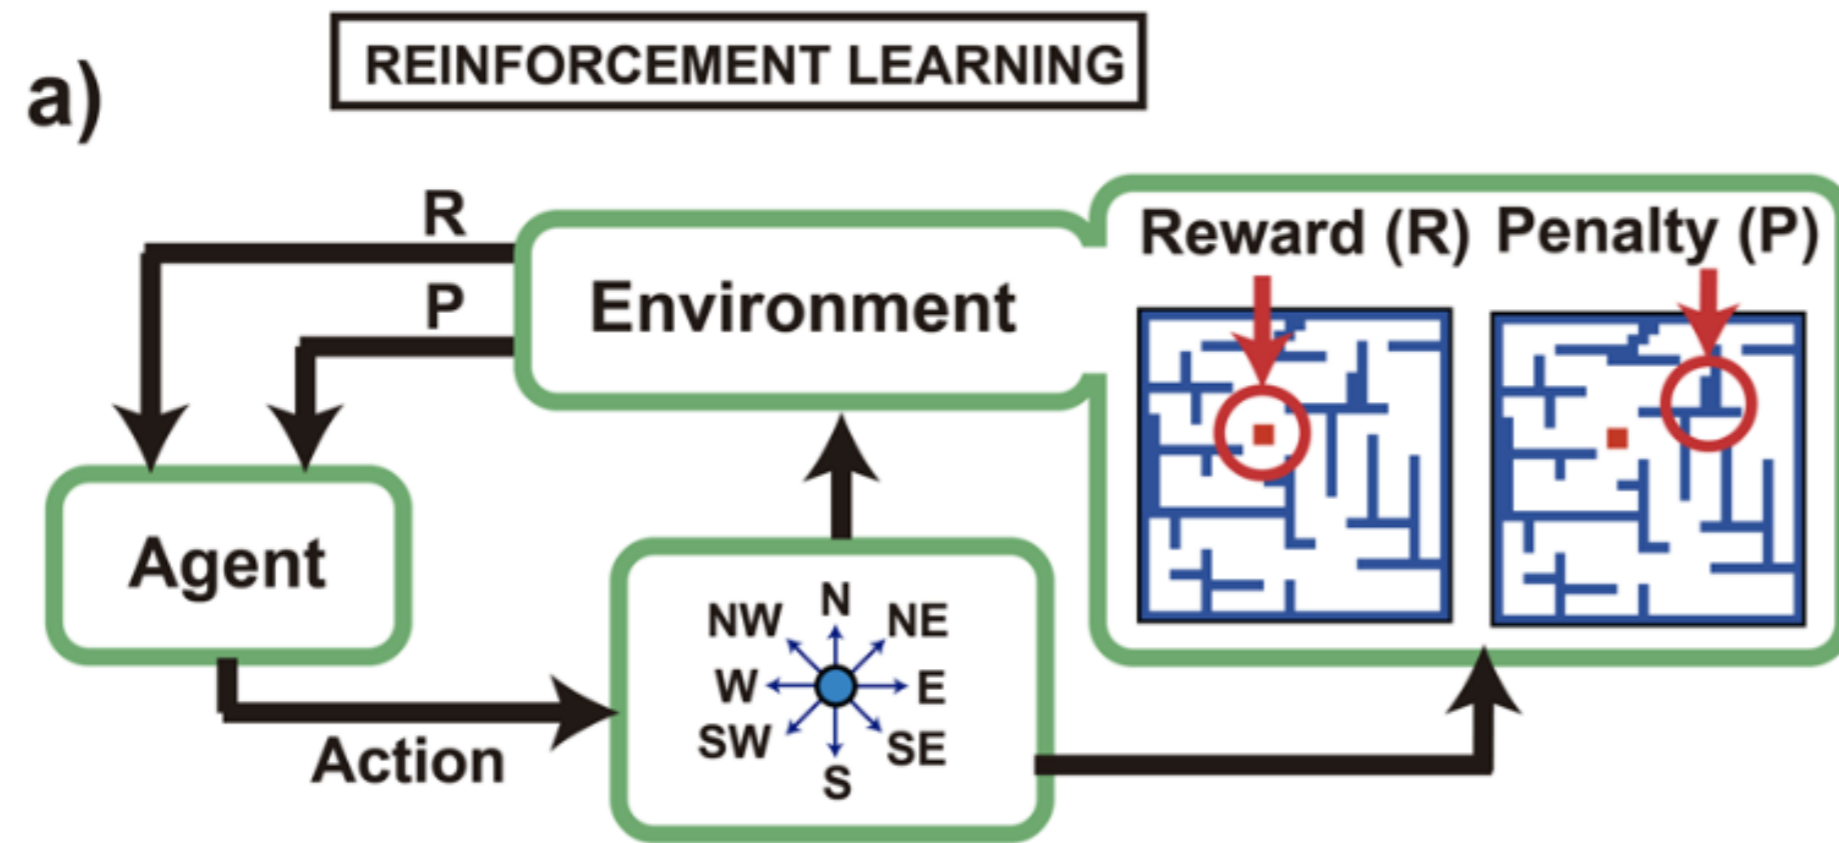 a)
REINFORCEMENT LEARNING
R
P
Environment
Reward (R)
Penalty (P)
Agent
Action
N
NW
NE
W
E
SW
SE
S